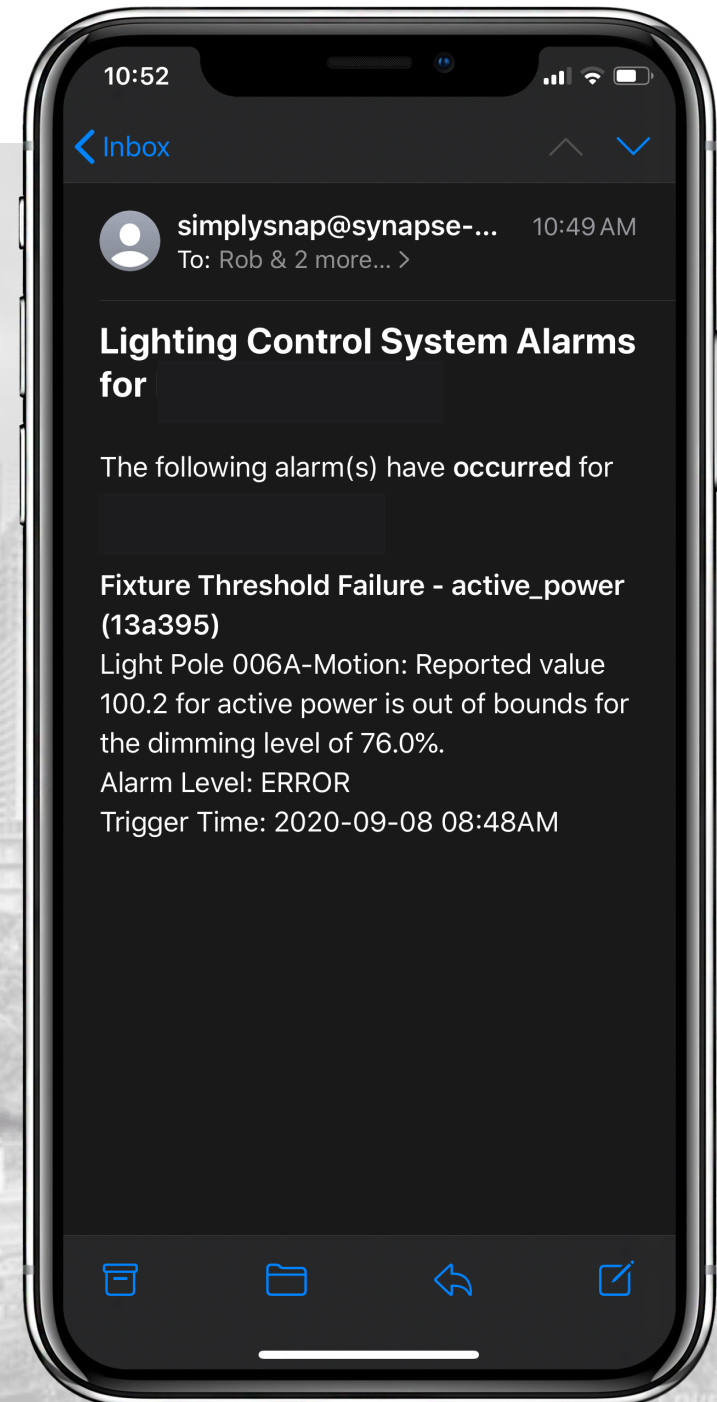 10:52
Inbox
simplysnap@synapse-... 10:49 AM
To: Rob & 2 more... >
Lighting Control System Alarms
for
The following alarm(s) have occurred for
Fixture Threshold Failure - active_power
(13a395)
Light Pole 006A-Motion: Reported value
100.2 for active power is out of bounds for
the dimming level of 76.0%.
Alarm Level: ERROR
Trigger Time: 2020-09-08 08:48AM